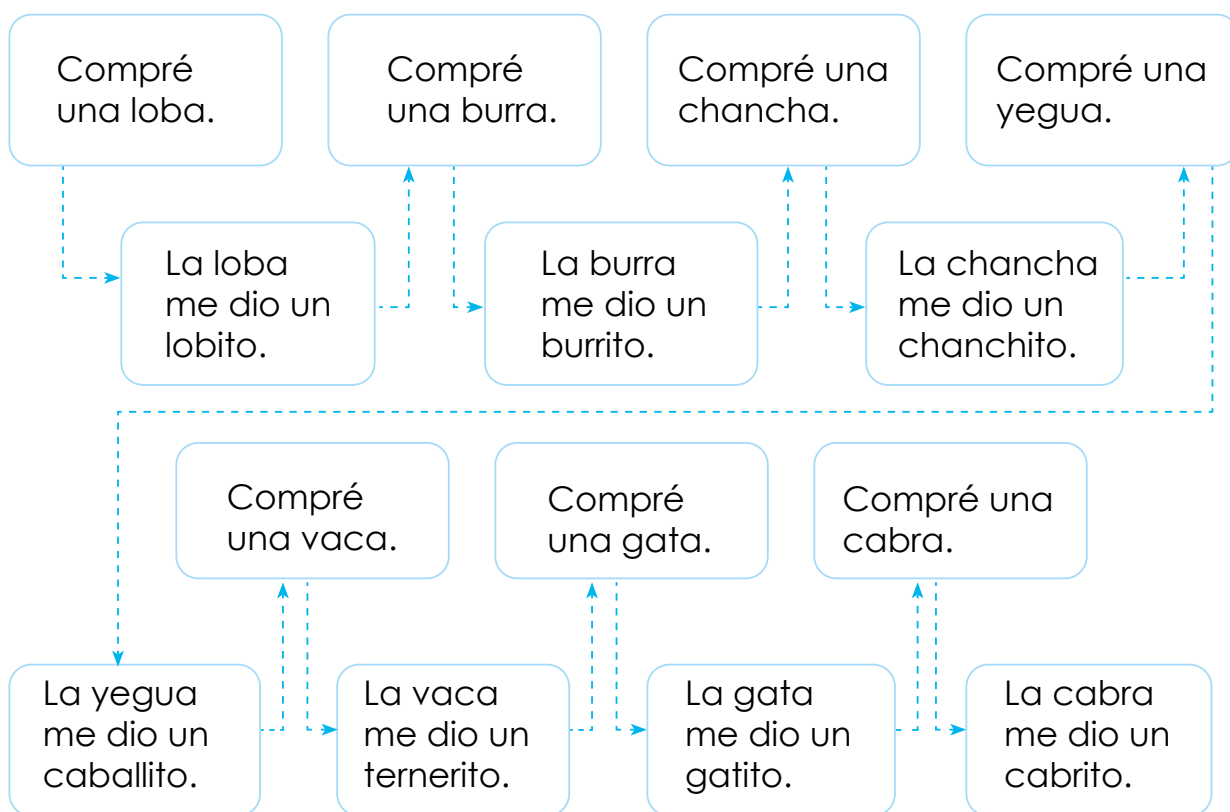 Compré
una loba.
La loba
me dio un
lobito.
Compré
una burra.
La burra
me dio un
burrito.
Compré una
chancha.
La chancha
me dio un
chanchito.
Compré una
yegua.
La yegua
me dio un
caballito.
Compré
una vaca.
La vaca
me dio un
ternerito.
Compré
una gata.
La gata
me dio un
gatito.
Compré una
cabra.
La cabra
me dio un
cabrito.